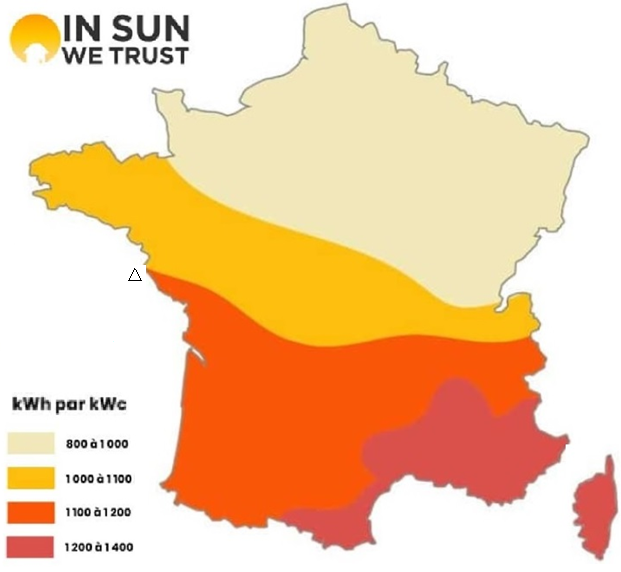 IN SUN
WE TRUST
kWh par kWc
800 à 1000
1000 à 1100
1100 à 1200
1200 à 1400